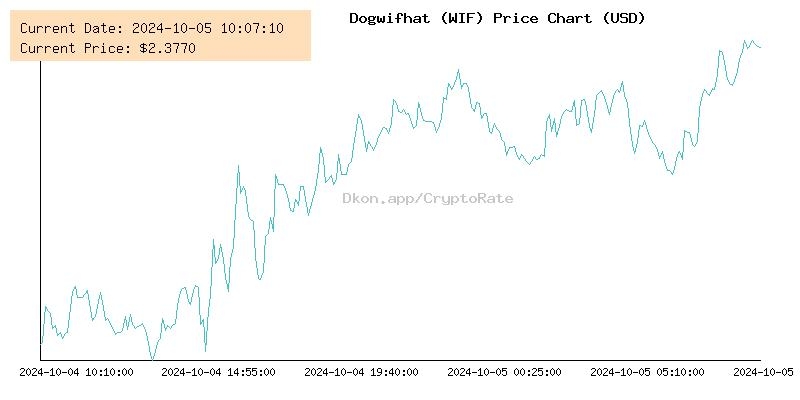 Dogwifhat (WIF) Price Chart (USD)
Current Date: 2024-10-05 10:07:10
Current Price: $2.3770
Dkon.app/CryptoRate
2024-10-04 10:10:00 2024-10-04 14:55:00 2024-10-04 19:40:00 2024-10-05 00:25:00 2024-10-05 05:10:00 2024-10-05